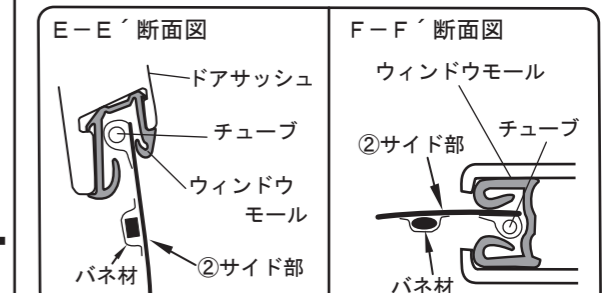 E－E´断面図
ドアサッシュ
チューブ
ウィンドウ
モール
②サイド部
バネ材
F－F´断面図
ウィンドウモール
チューブ
②サイド部
バネ材